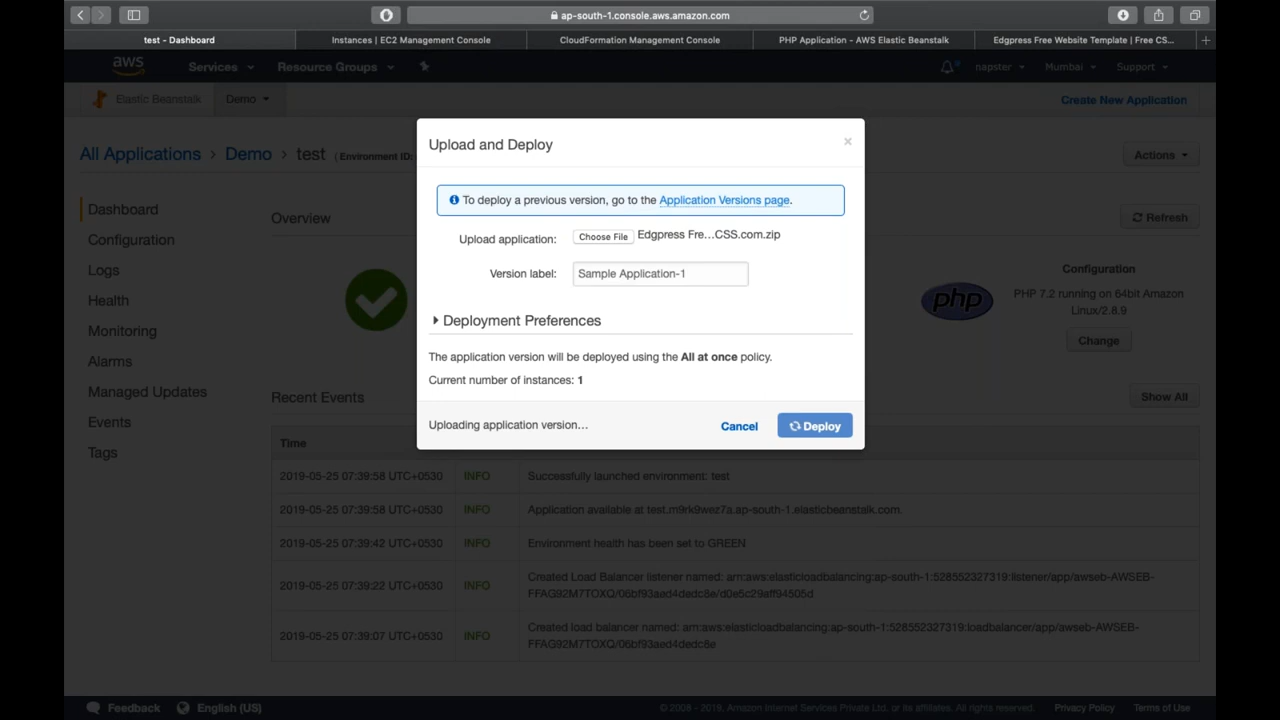 ap-south-1.console.aws.amazon.com
test - Dashboard
Instances | EC2 Management Console
CloudFormation Management Console
PHP Application - AWS Elastic Beanstalk
Edgpress Free Website Template | Free CS...
aws
Services
Resource Groups
napster
Mumbai
Support
Elastic Beanstalk
Demo
Create New Application
All Applications > Demo > test ( Environment ID:
Actions
Upload and Deploy
To deploy a previous version, go to the Application Versions page.
Upload application: Choose File Edgpress Fre...CSS.com.zip
Version label: Sample Application-1
Deployment Preferences
The application version will be deployed using the All at once policy.
Current number of instances: 1
Uploading application version...
Cancel
Deploy
Dashboard
Configuration
Logs
Health
Monitoring
Alarms
Managed Updates
Events
Tags
Overview
Refresh
php
Configuration
PHP 7.2 running on 64bit Amazon
Linux/2.8.9
Change
Recent Events
Show All
Time
2019-05-25 07:39:58 UTC+0530 INFO Successfully launched environment: test
2019-05-25 07:39:58 UTC+0530 INFO Application available at test.m9rk9wez7a.ap-south-1.elasticbeanstalk.com.
2019-05-25 07:39:42 UTC+0530 INFO Environment health has been set to GREEN
2019-05-25 07:39:22 UTC+0530 INFO Created Load Balancer listener named: arn:aws:elasticloadbalancing:ap-south-1:528552327319:listener/app/awseb-AWSEB-
FFAG92M7TOXQ/06bf93aed4dedc8e/d0e5c29aff94505d
2019-05-25 07:39:07 UTC+0530 INFO Created load balancer named: arn:aws:elasticloadbalancing:ap-south-1:528552327319:loadbalancer/app/awseb-AWSEB-
FFAG92M7TOXQ/06bf93aed4dedc8e
Feedback
English (US)
© 2008 - 2019, Amazon Internet Services Private Ltd. or its affiliates. All rights reserved.
Privacy Policy
Terms of Use